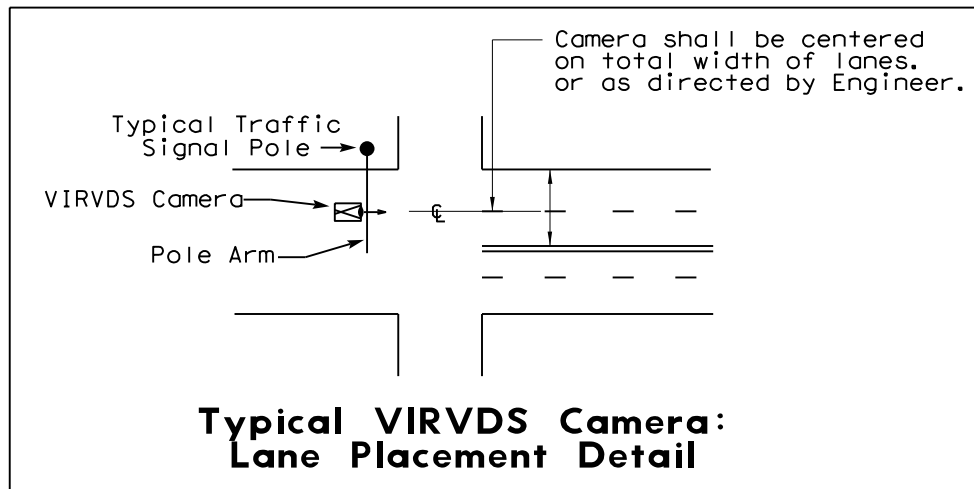 Camera shall be centered
on total width of lanes.
or as directed by Engineer.
Typical Traffic
Signal Pole
VIRVDS Camera
℄
Pole Arm
Typical VIRVDS Camera:
Lane Placement Detail